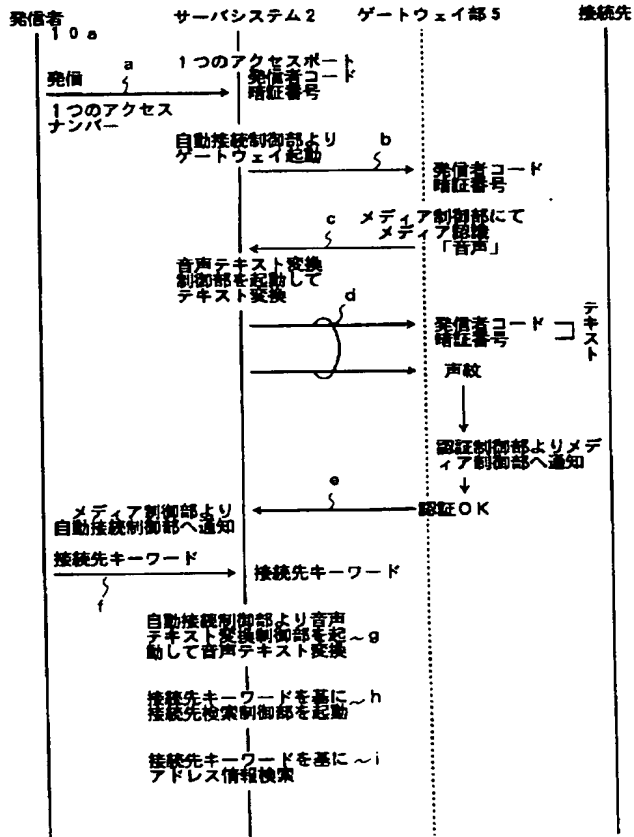 発信者
サーバシステム2
ゲートウェイ部5
接続先
10a
発信
a
1つのアクセスポート
発信者コード
暗証番号
1つのアクセス
ナンバー
自動接続制御部より
ゲートウェイ起動
b
発信者コード
暗証番号
c
メディア制御部にて
メディア認識
「音声」
音声テキスト変換
制御部を起動して
テキスト変換
d
発信者コード
暗証番号
テキスト
声紋
認証制御部よりメデ
ィア制御部へ通知
e
認証OK
メディア制御部より
自動接続制御部へ通知
接続先キーワード
接続先キーワード
f
自動接続制御部より音声
テキスト変換制御部を起~g
動して音声テキスト変換
接続先キーワードを基に~h
接続先検索制御部を起動
接続先キーワードを基に~i
アドレス情報検索